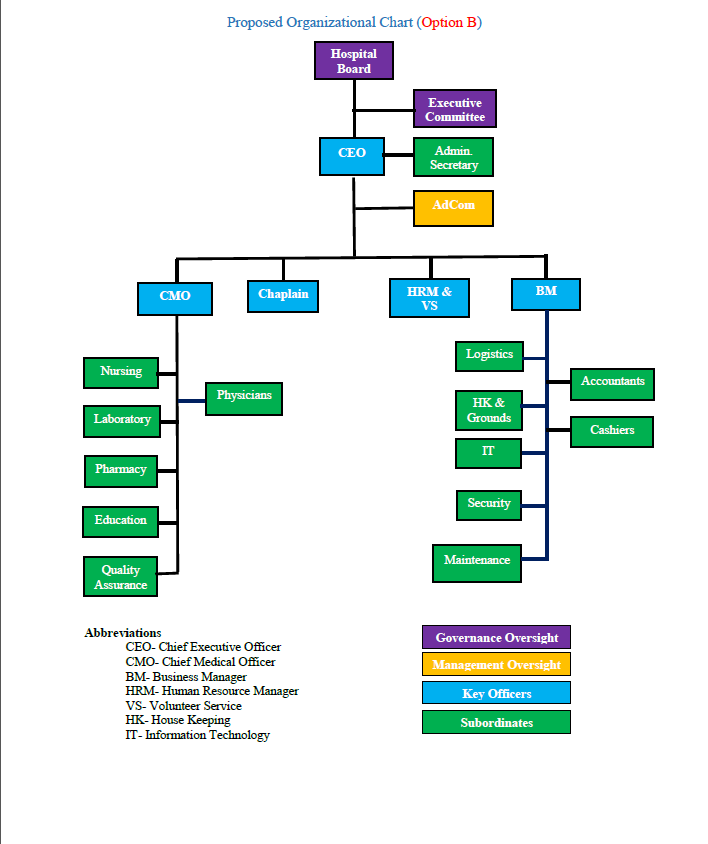 Proposed Organizational Chart (Option B)
Hospital
Board
Executive
Committee
CEO
Admin.
Secretary
AdCom
CMO
Chaplain
HRM &
VS
BM
Nursing
Physicians
Laboratory
Pharmacy
Education
Quality
Assurance
Logistics
Accountants
HK &
Grounds
Cashiers
IT
Security
Maintenance
Abbreviations
CEO- Chief Executive Officer
CMO- Chief Medical Officer
BM- Business Manager
HRM- Human Resource Manager
VS- Volunteer Service
HK- House Keeping
IT- Information Technology
Governance Oversight
Management Oversight
Key Officers
Subordinates